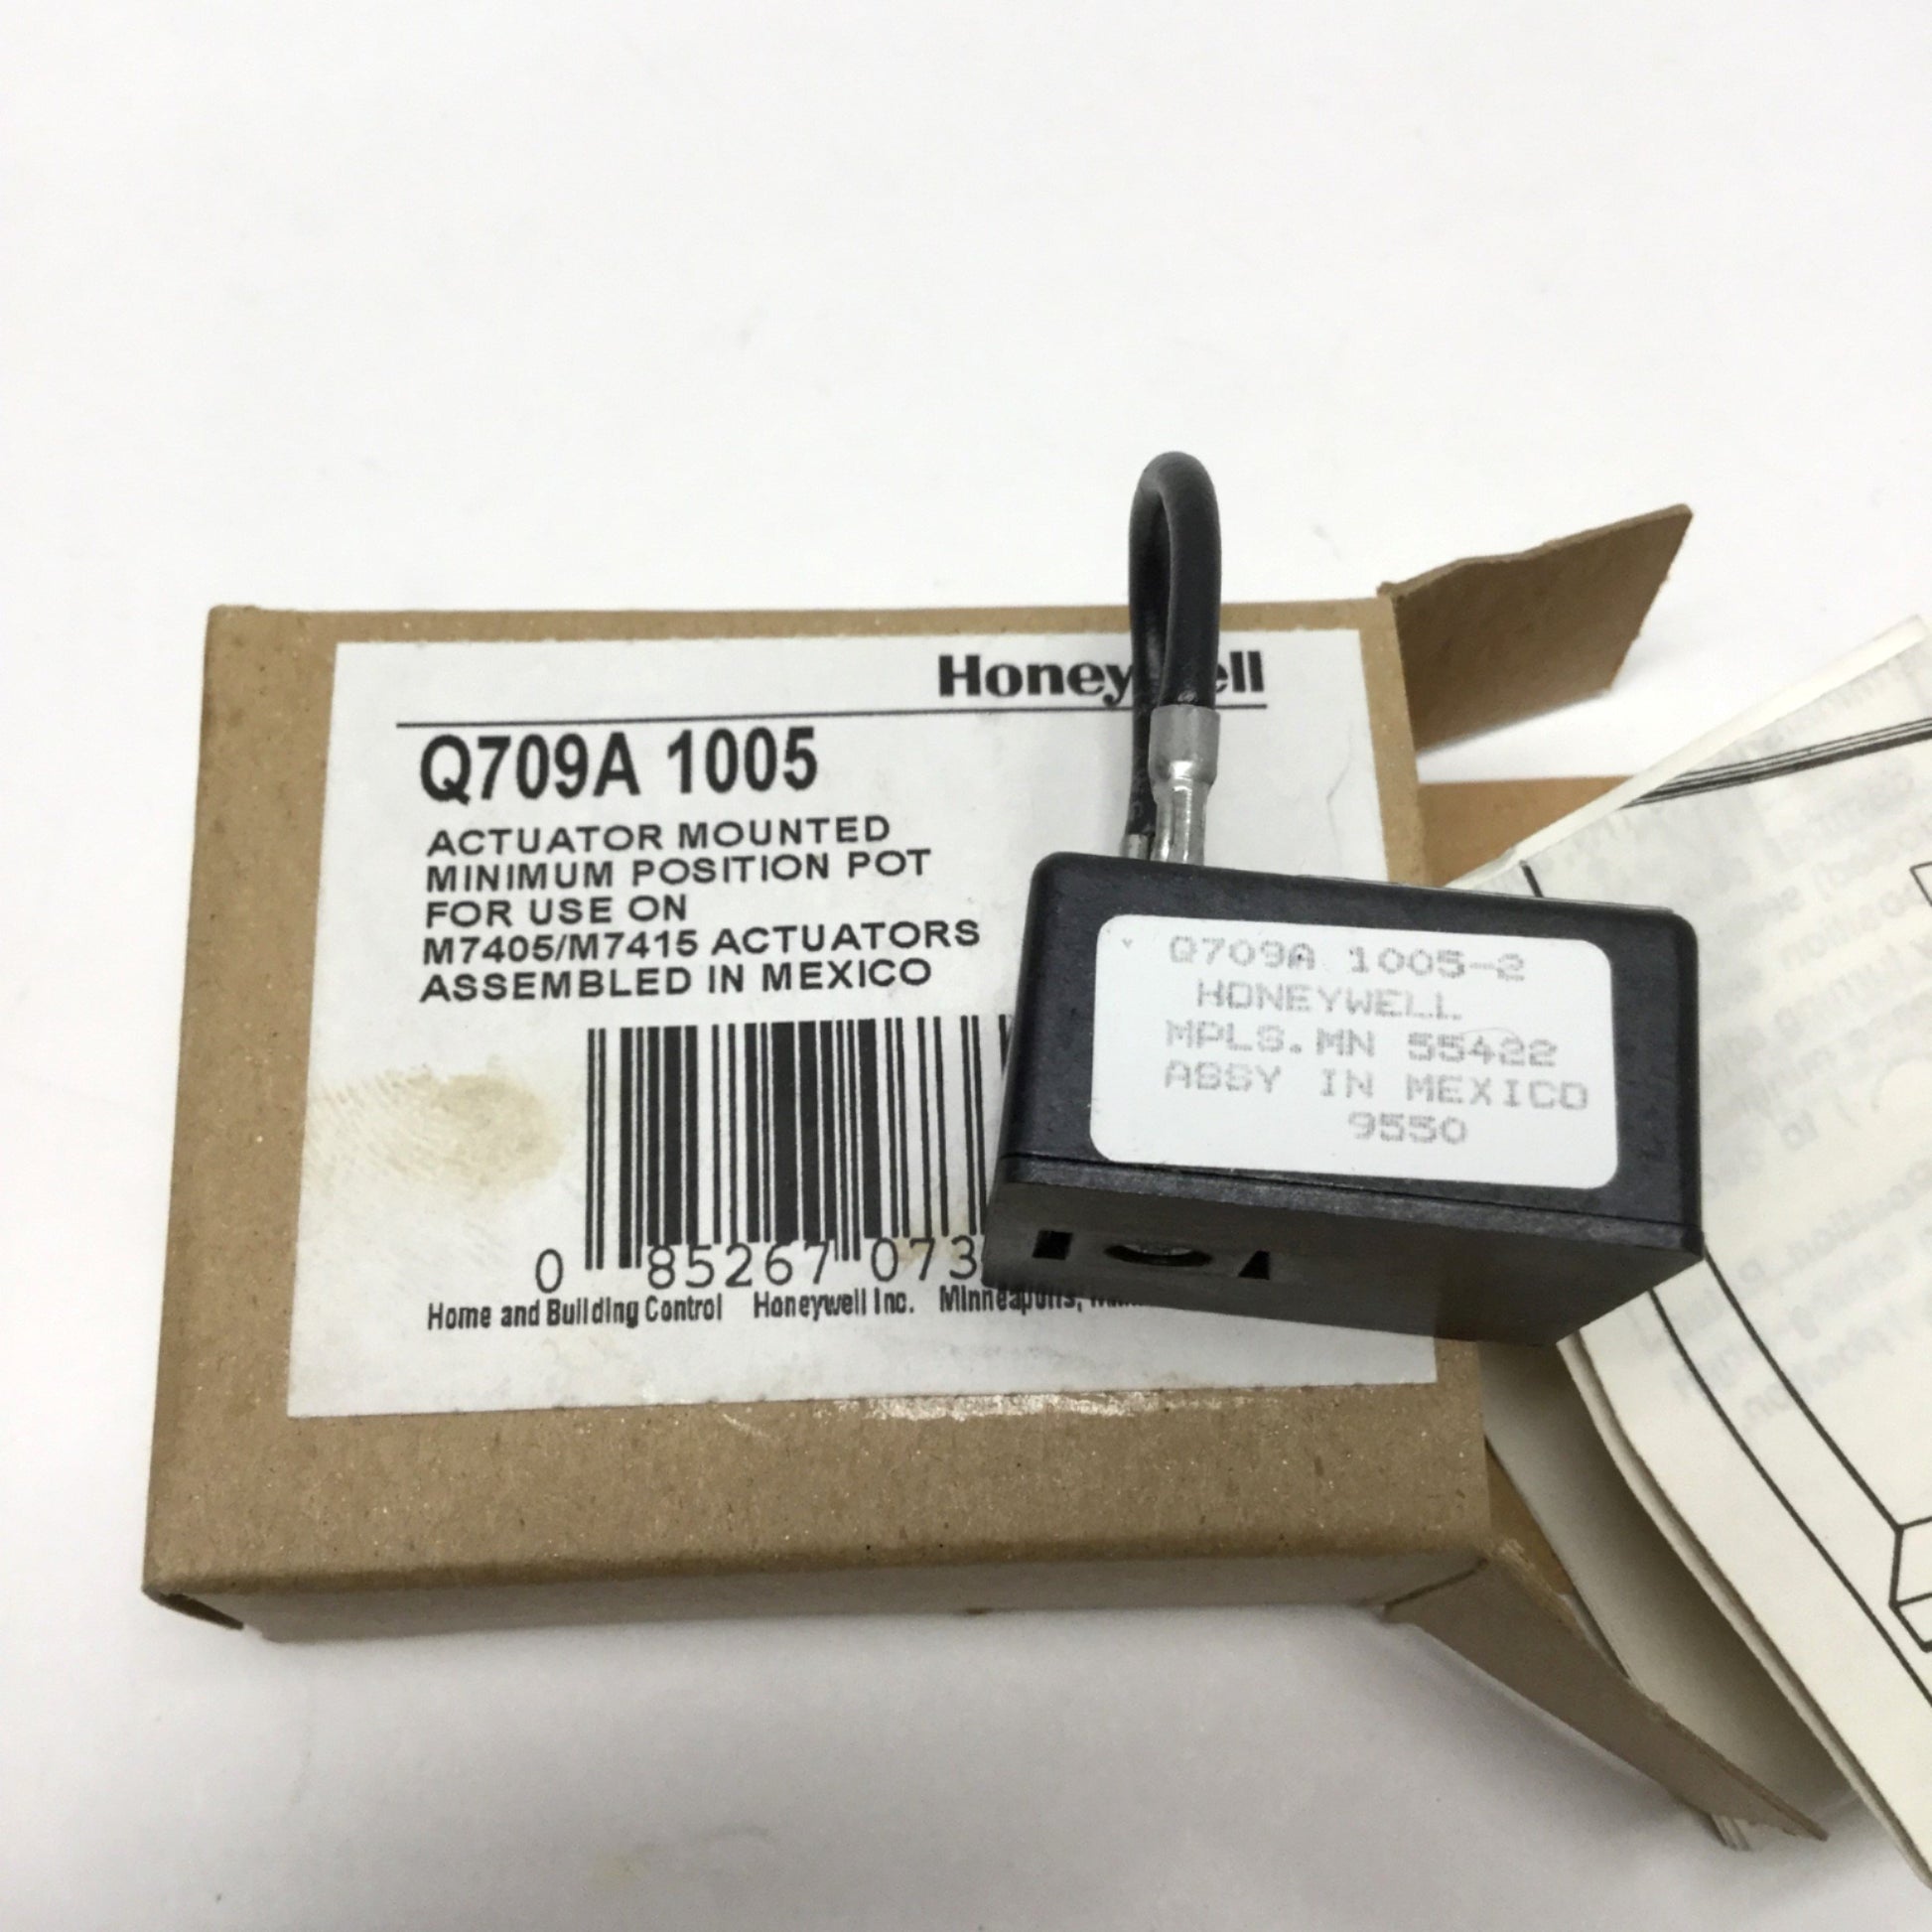 Honeywell
Q709A 1005
ACTUATOR MOUNTED
MINIMUM POSITION POT
FOR USE ON
M7405/M7415 ACTUATORS
ASSEMBLED IN MEXICO
0 85267 073
Home and Building Control Honeywell Inc. Minneapolis,
Q709A 1005-2
HONEYWELL
MPLS. MN 55422
ASSY IN MEXICO
9550